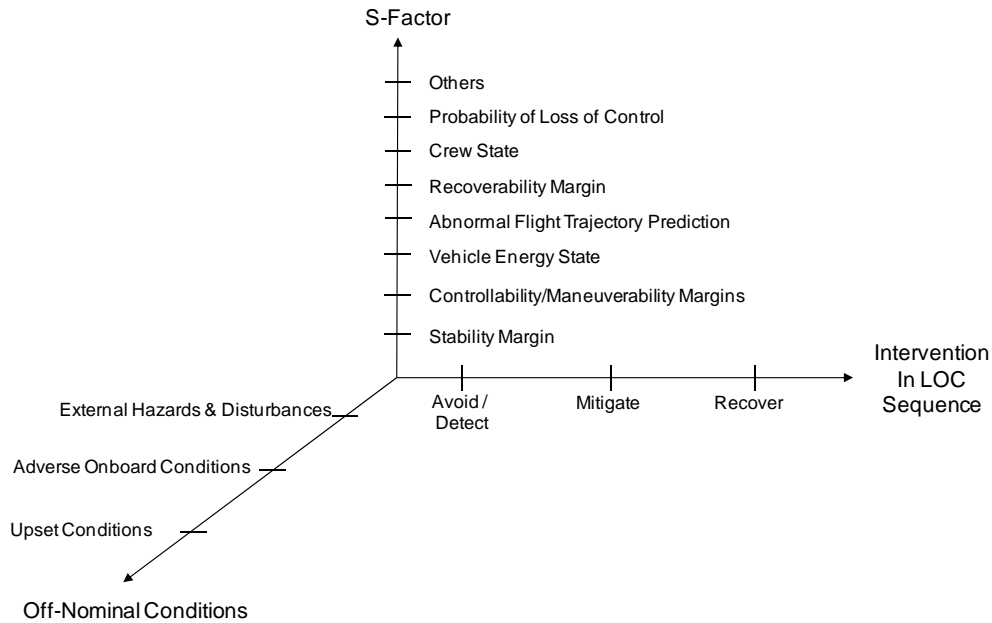 S-Factor
Others
Probability of Loss of Control
Crew State
Recoverability Margin
Abnormal Flight Trajectory Prediction
Vehicle Energy State
Controllability/Maneuverability Margins
Stability Margin
Intervention
In LOC
Sequence
Avoid /
Detect
Mitigate
Recover
External Hazards & Disturbances
Adverse Onboard Conditions
Upset Conditions
Off-Nominal Conditions